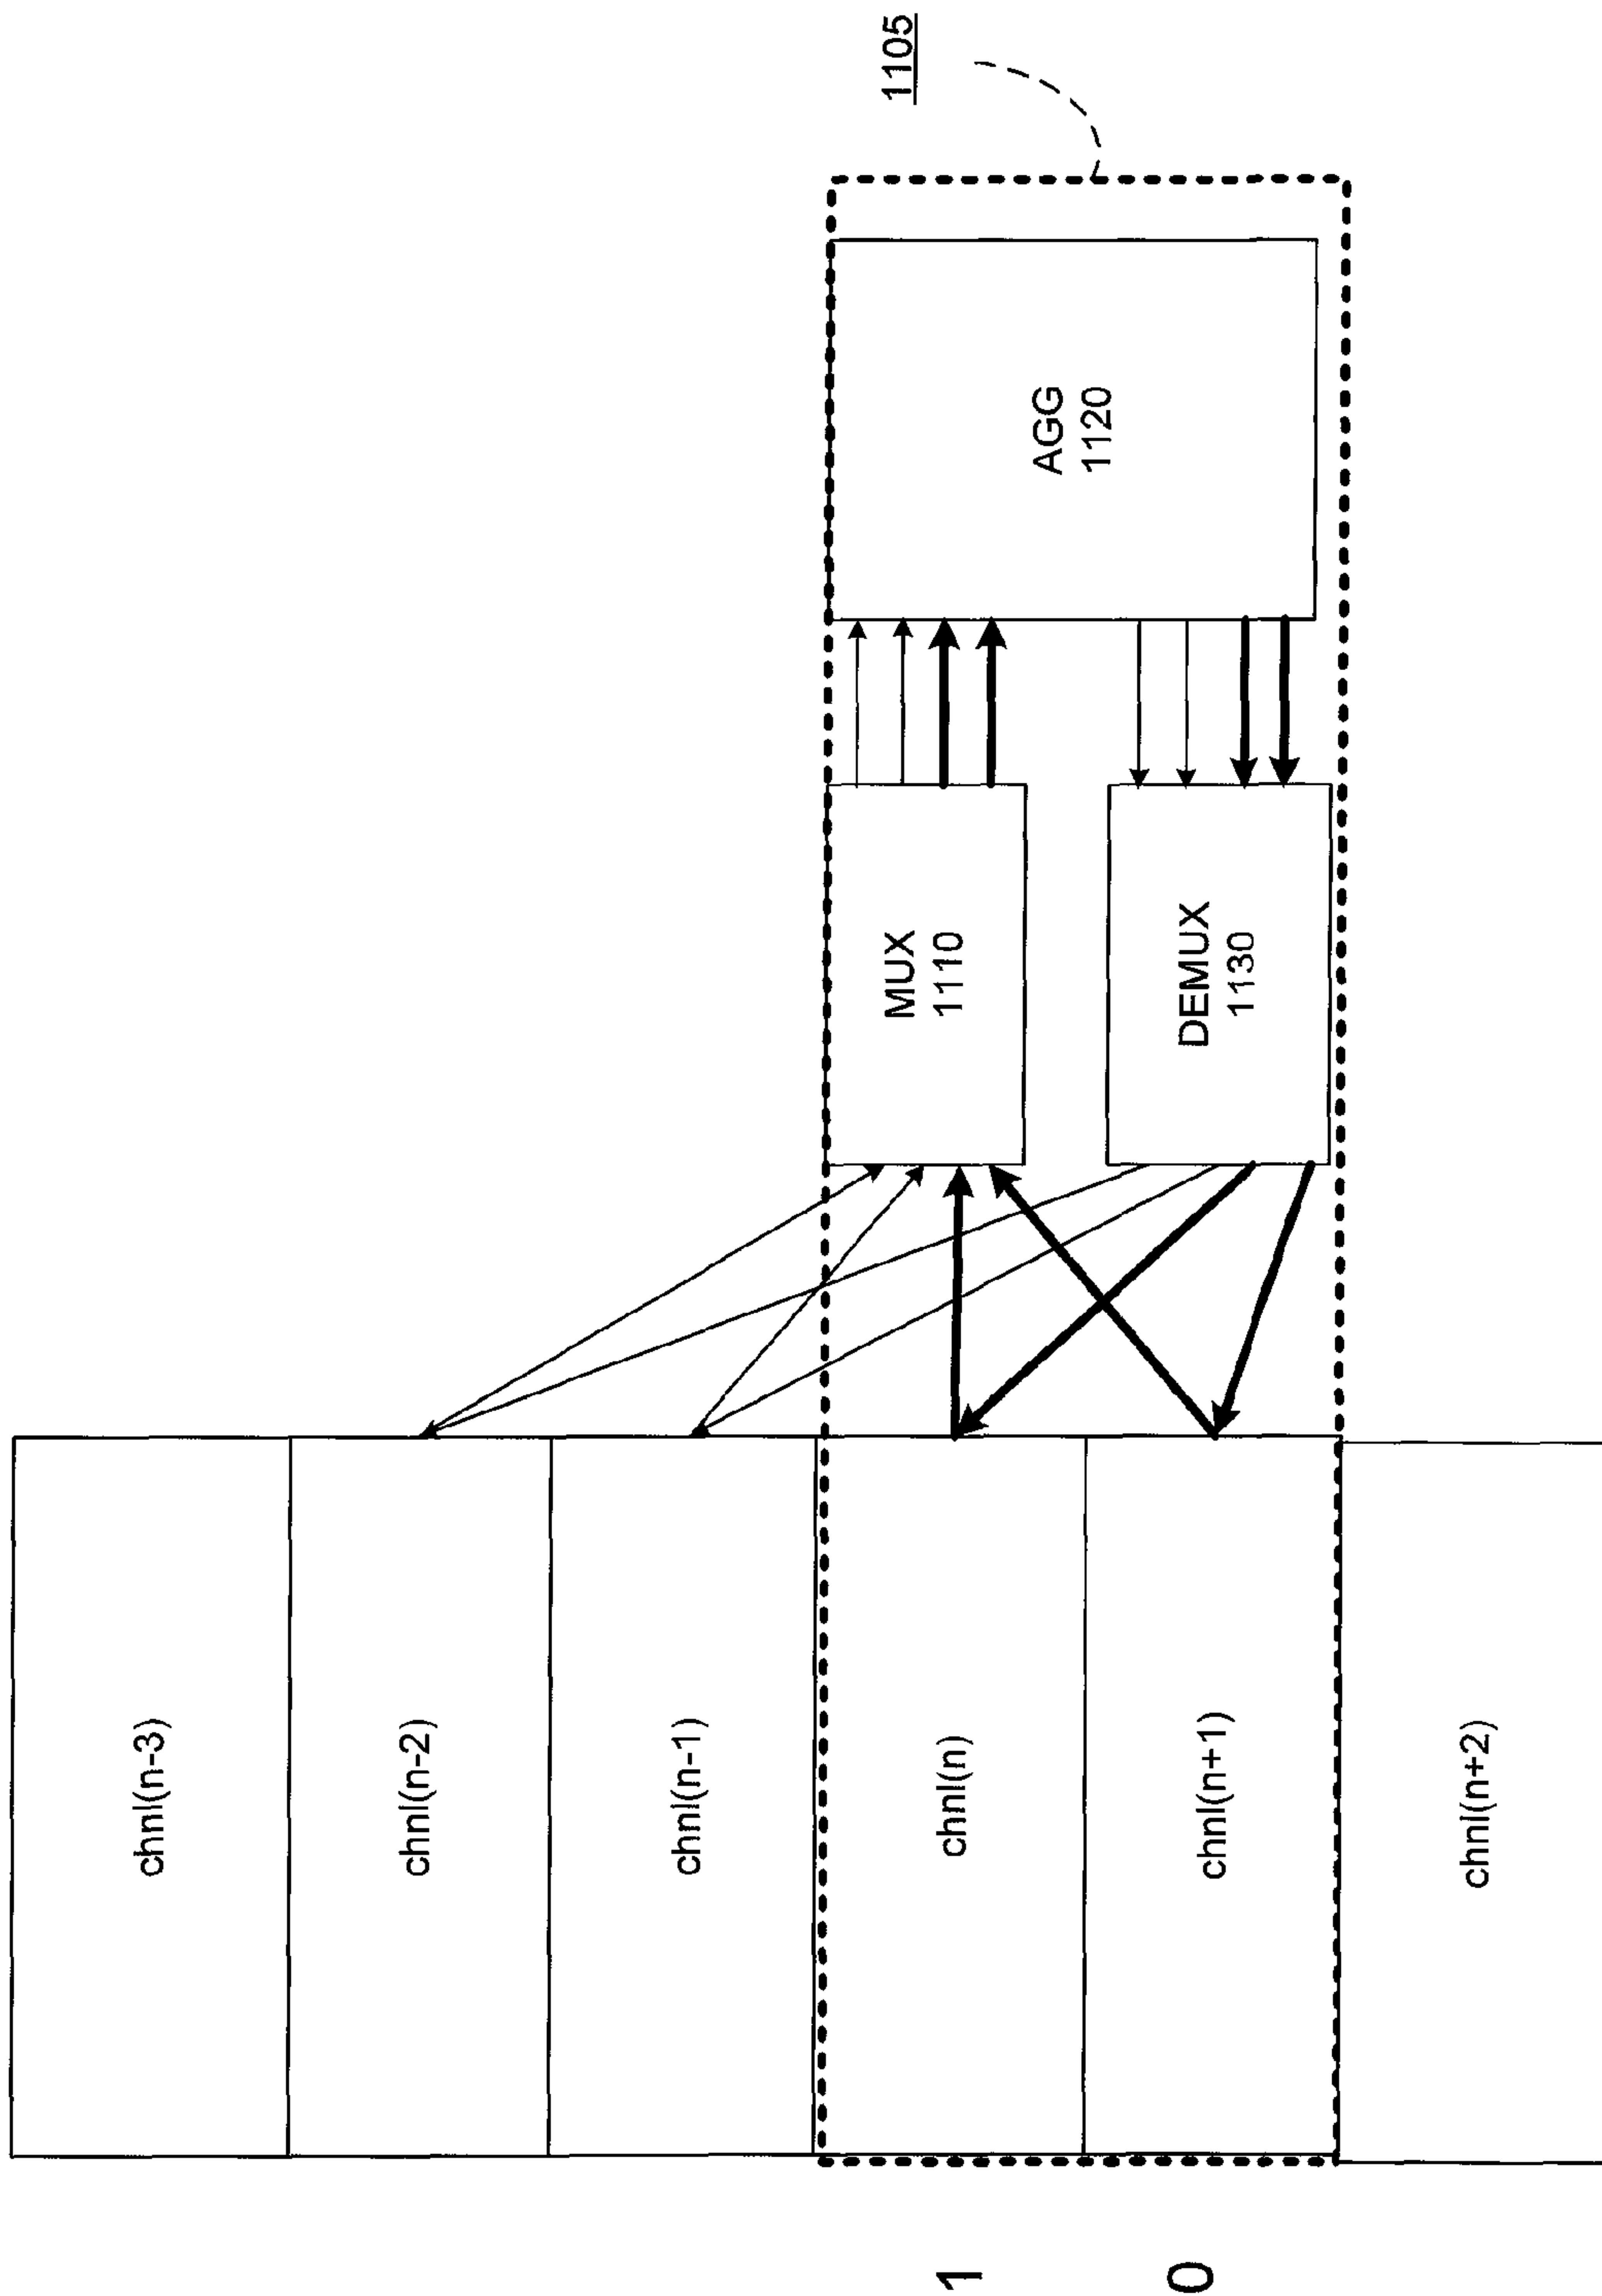 1105
AGG
1120
MUX
1110
DEMUX
1130
chnl(n-3)
chnl(n-2)
chnl(n-1)
chnl(n)
chnl(n+1)
chnl(n+2)
1
0